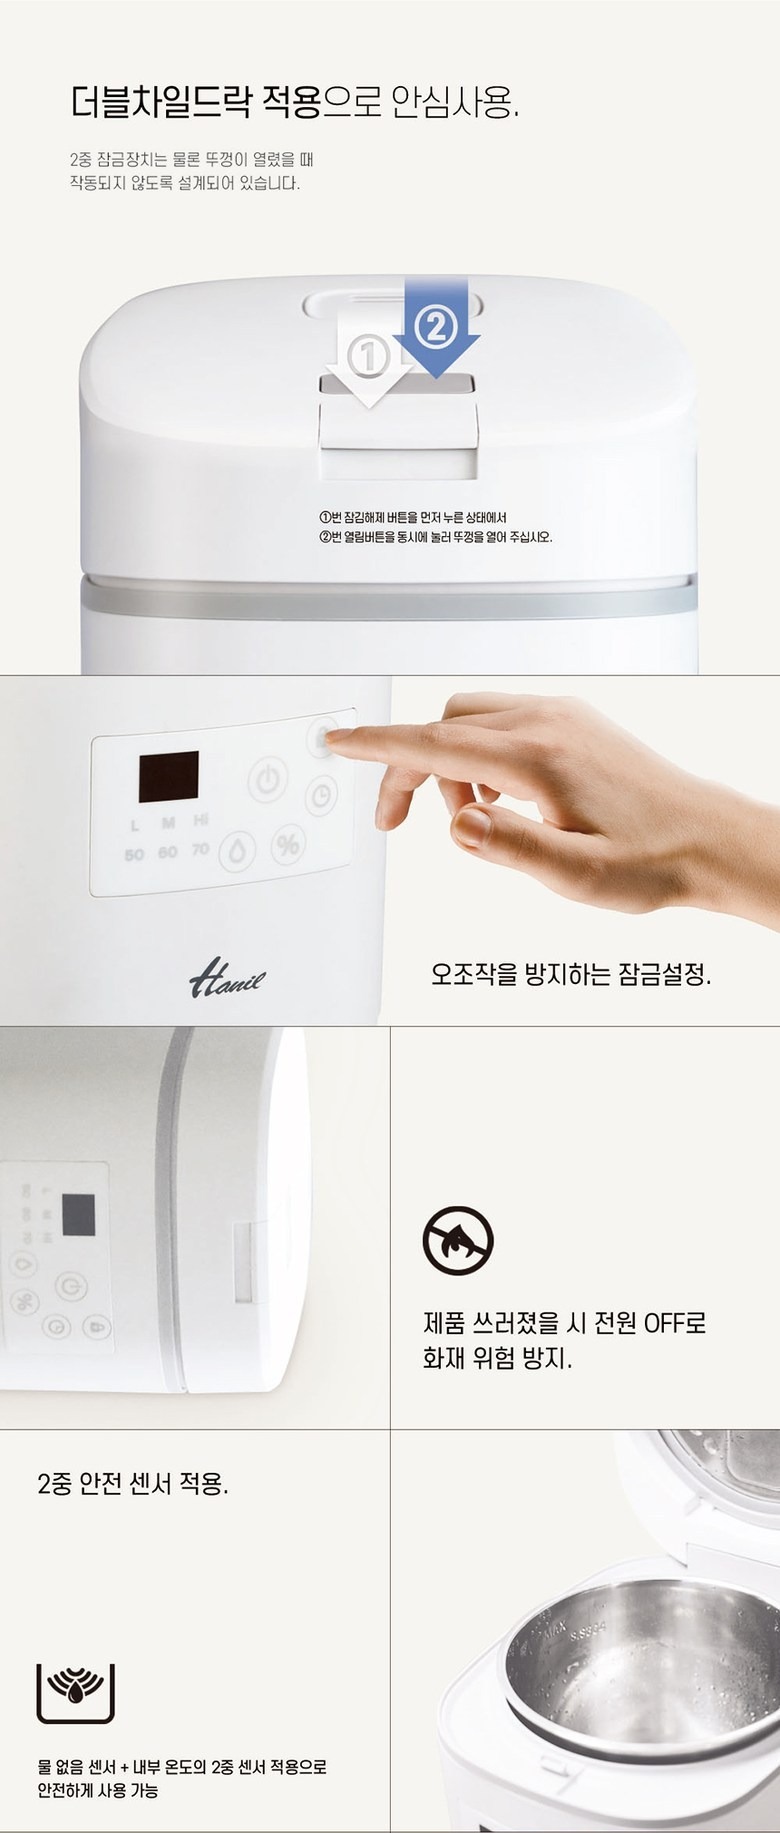 더블차일드락 적용으로 안심사용.
2중 잠금장치는 물론 뚜껑이 열렸을 때
작동되지 않도록 설계되어 있습니다.
②
①
①번 잠김해제 버튼을 먼저 누른 상태에서
②번 열림버튼을 동시에 눌러 뚜껑을 열어 주십시오.
L M Hi
50 60 70 %
Hanil
오조작을 방지하는 잠금설정.
%
제품 쓰러졌을 시 전원 OFF로
화재 위험 방지.
2중 안전 센서 적용.
MAX S.S304
물 없음 센서 + 내부 온도의 2중 센서 적용으로
안전하게 사용 가능